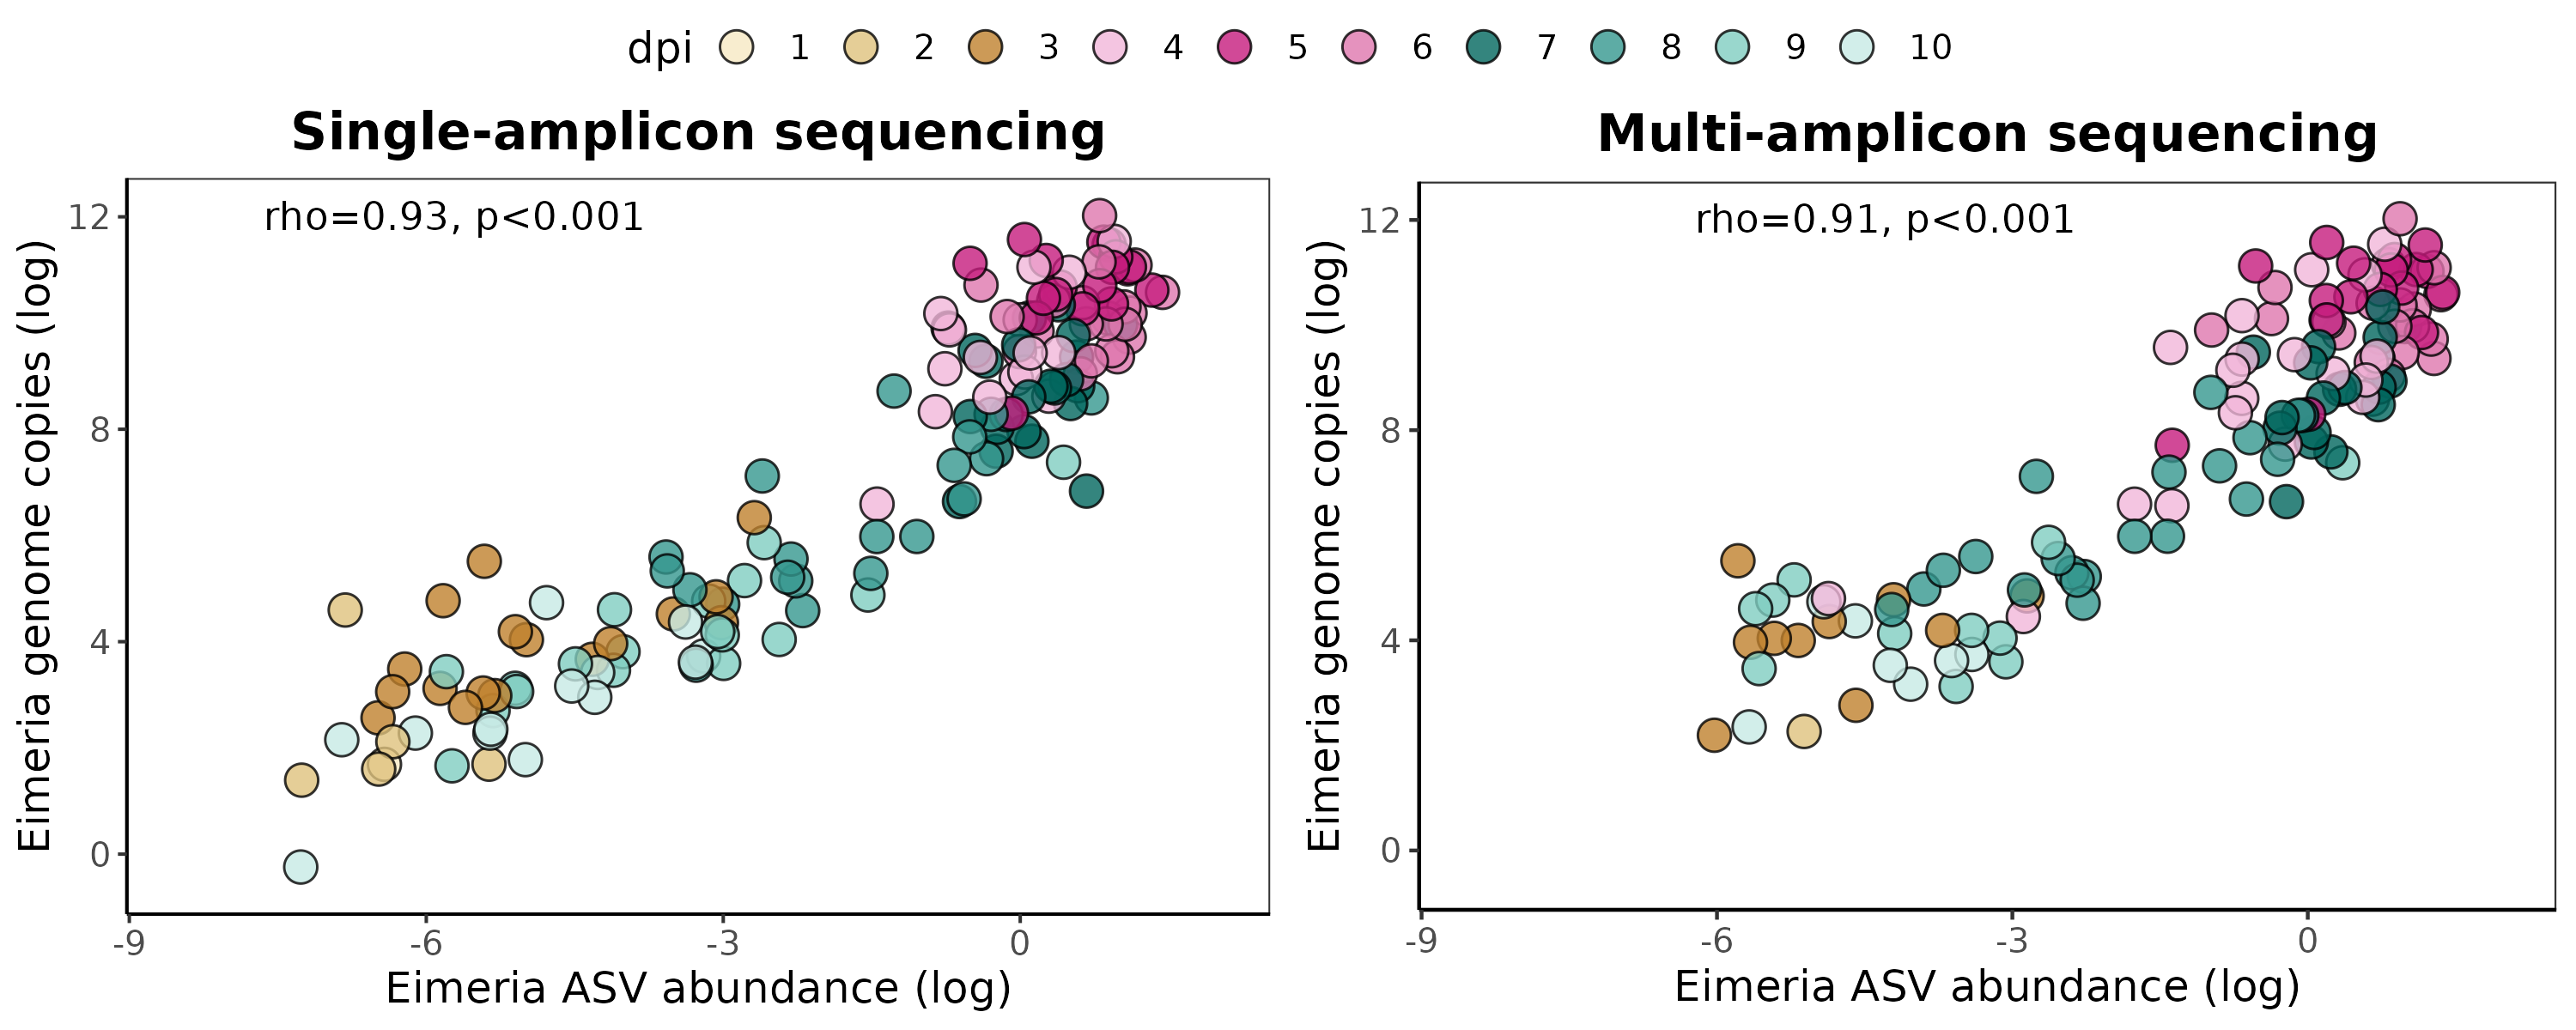 dpi 1 2 3 4 5 6 7 8 9 10
Single-amplicon sequencing
rho=0.93, p<0.001
Eimeria genome copies (log)
12
8
4
0
-9 -6 -3 0
Eimeria ASV abundance (log)
Multi-amplicon sequencing
rho=0.91, p<0.001
Eimeria genome copies (log)
12
8
4
0
-9 -6 -3 0
Eimeria ASV abundance (log)